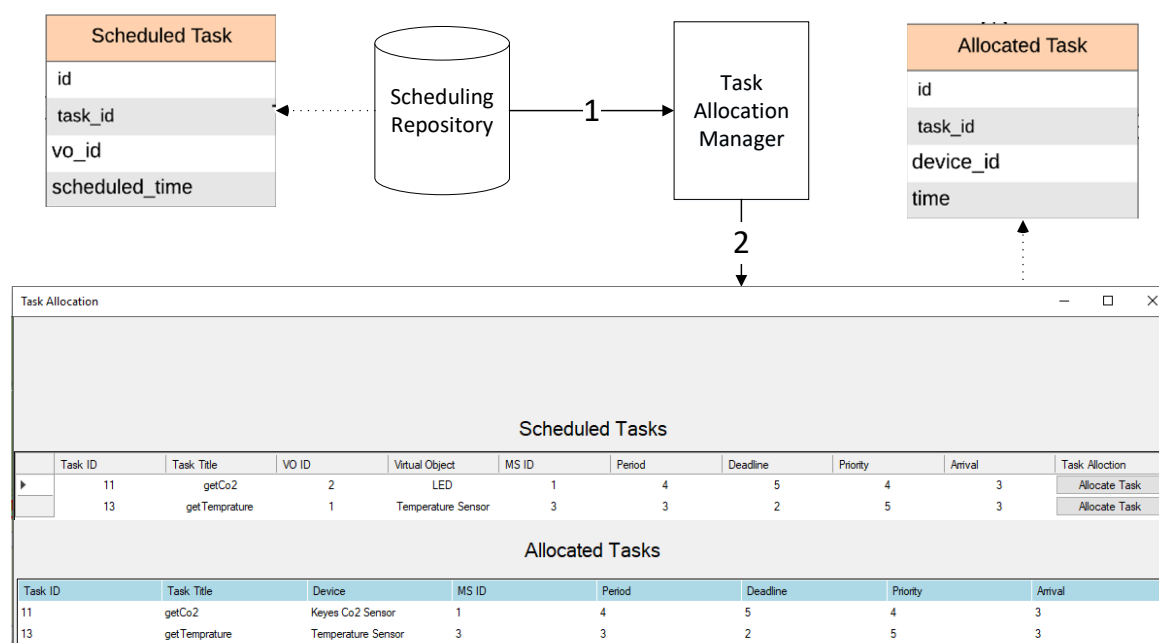 Scheduled Task
id
task_id
vo_id
scheduled_time
Scheduling
Repository
1
Task
Allocation
Manager
2
Allocated Task
id
task_id
device_id
time
Task Allocation
Scheduled Tasks
Task ID Task Title VO ID Virtual Object MS ID Period Deadline Priority Arrival Task Alloction
11 getCo2 2 LED 1 4 5 4 3 Allocate Task
13 getTemprature 1 Temperature Sensor 3 3 2 5 3 Allocate Task
Allocated Tasks
Task ID Task Title Device MS ID Period Deadline Priority Arrival
11 getCo2 Keyes Co2 Sensor 1 4 5 4 3
13 getTemprature Temperature Sensor 3 3 2 5 3